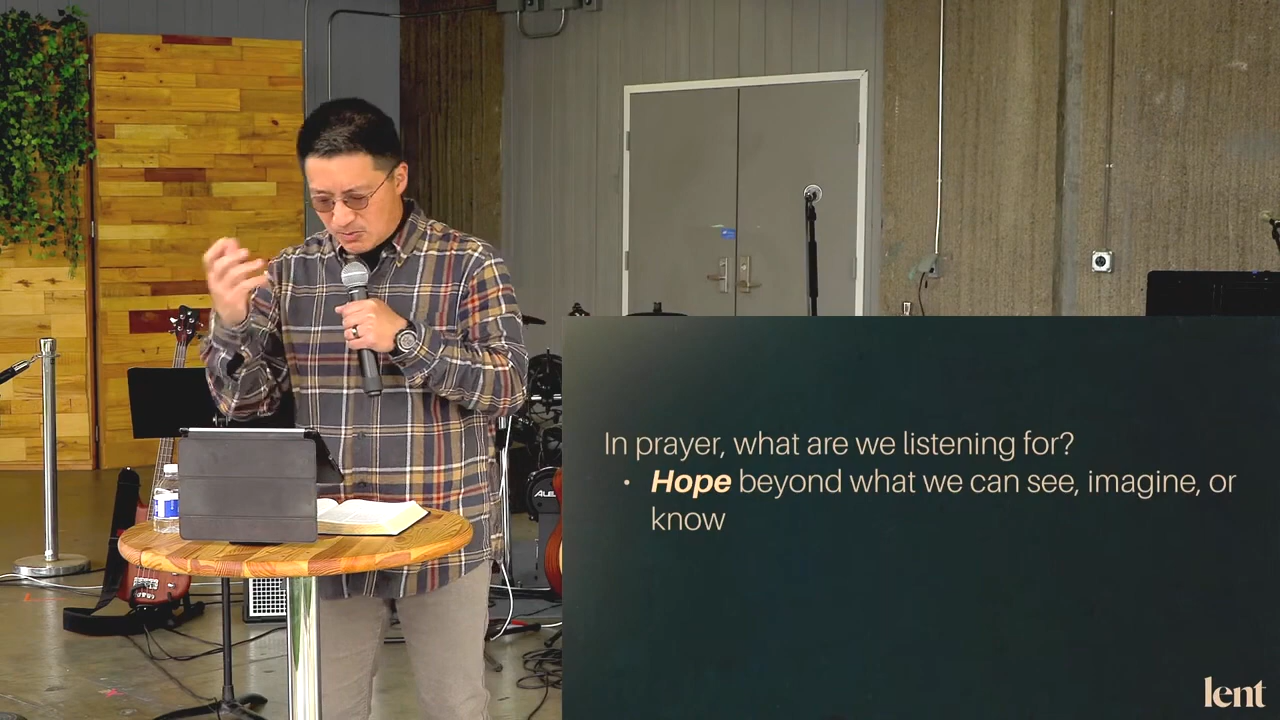 In prayer, what are we listening for?
• Hope beyond what we can see, imagine, or
know
lent